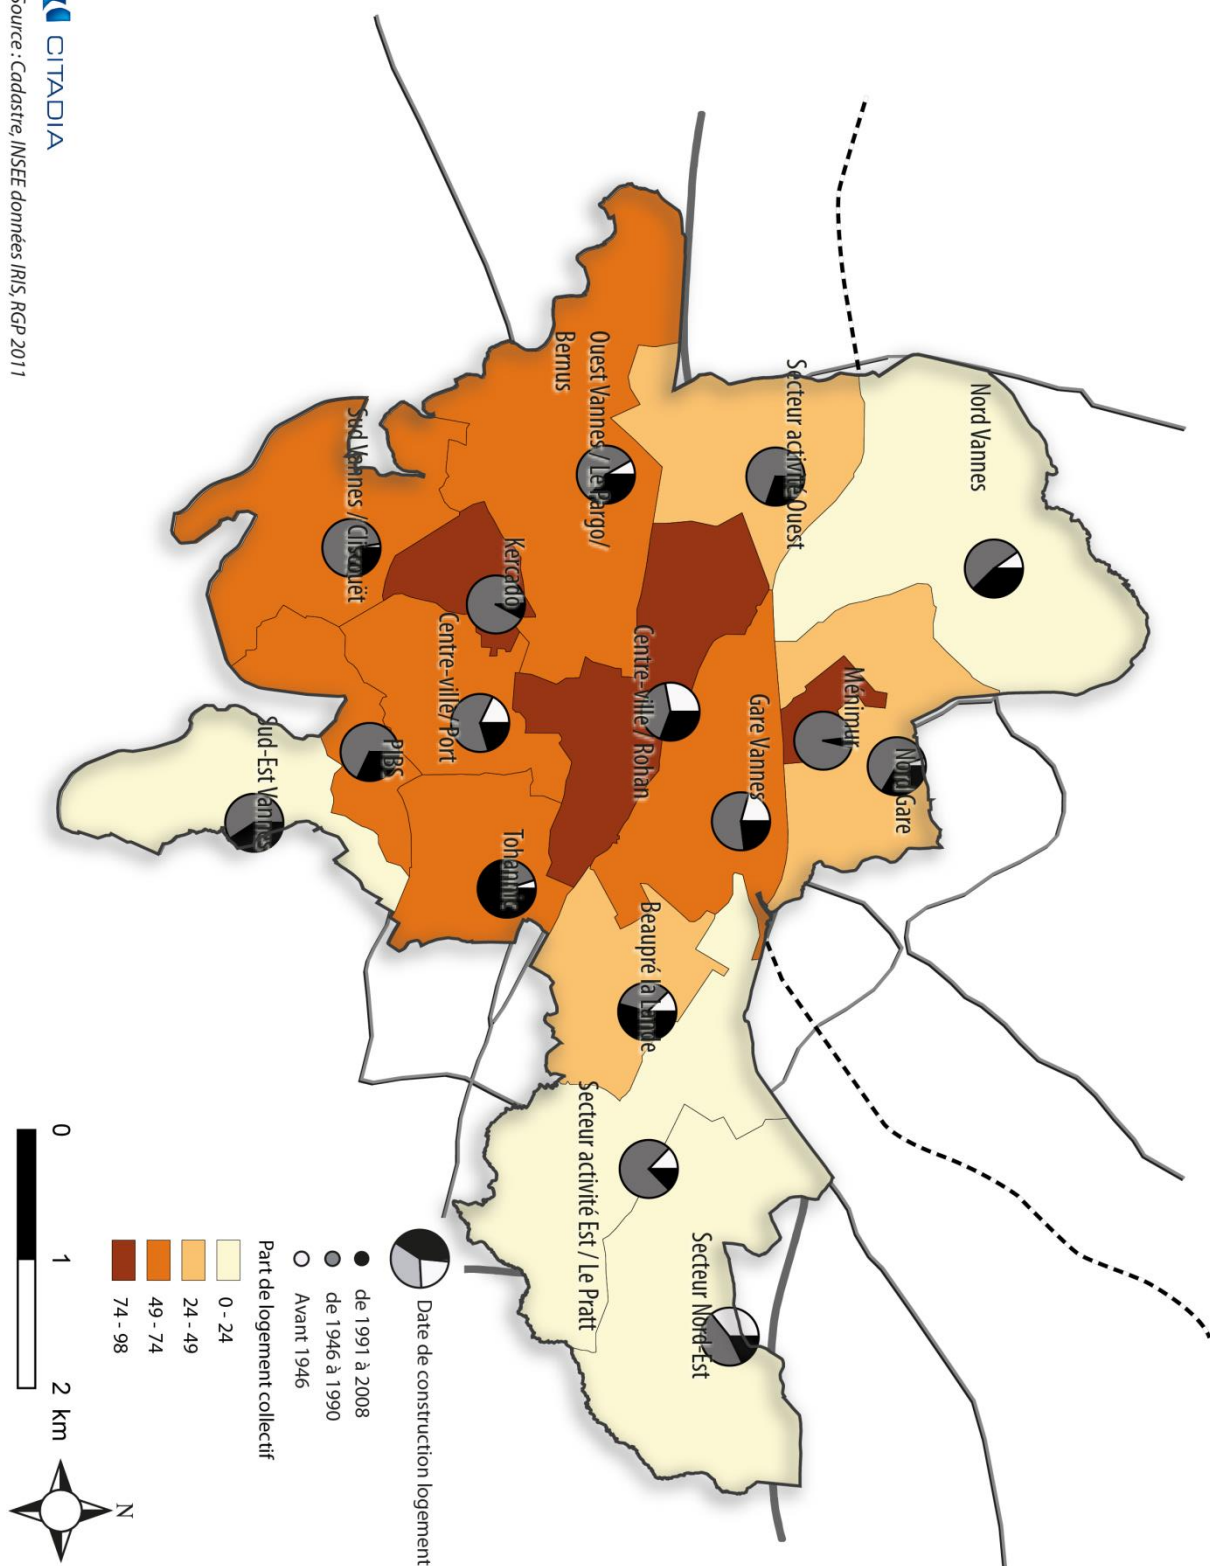 Nord Vannes
Secteur activité Ouest
Ménimur
Nord Gare
Gare Vannes
Ouest Vannes / Le Pargo/
Bernus
Centre-ville / Rohan
Kercado
Centre-ville/ Port
Sud Vannes / Cliscouët
PIBS
Tohannic
Sud-Est Vannes
Beaupré la Lande
Secteur activité Est / Le Pratt
Secteur Nord-Est
Date de construction logement
de 1991 à 2008
de 1946 à 1990
Avant 1946
Part de logement collectif
0 - 24
24 - 49
49 - 74
74 - 98
0 1 2 km
N
CITADIA
Source : Cadastre, INSEE données IRIS, RGP 2011